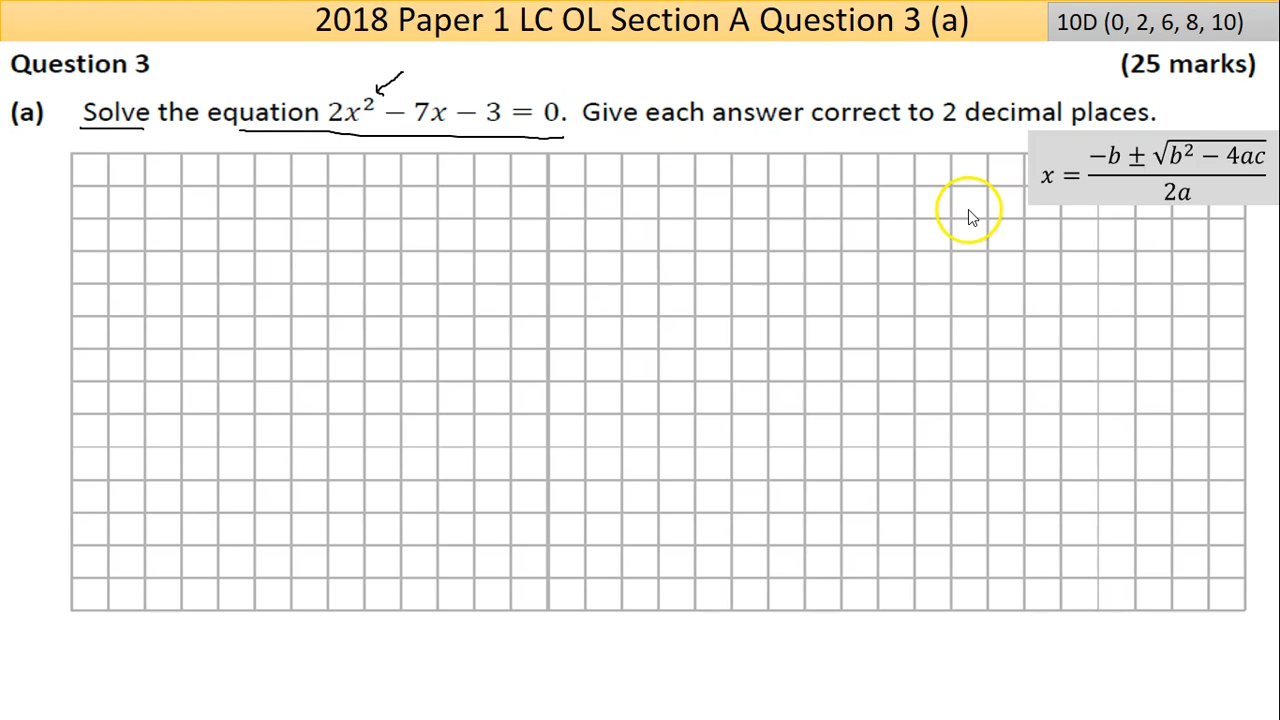 2018 Paper 1 LC OL Section A Question 3 (a)
10D (0, 2, 6, 8, 10)
Question 3
(25 marks)
(a) Solve the equation 2x² − 7x − 3 = 0. Give each answer correct to 2 decimal places.
x = (−b ± √(b² − 4ac)) / 2a